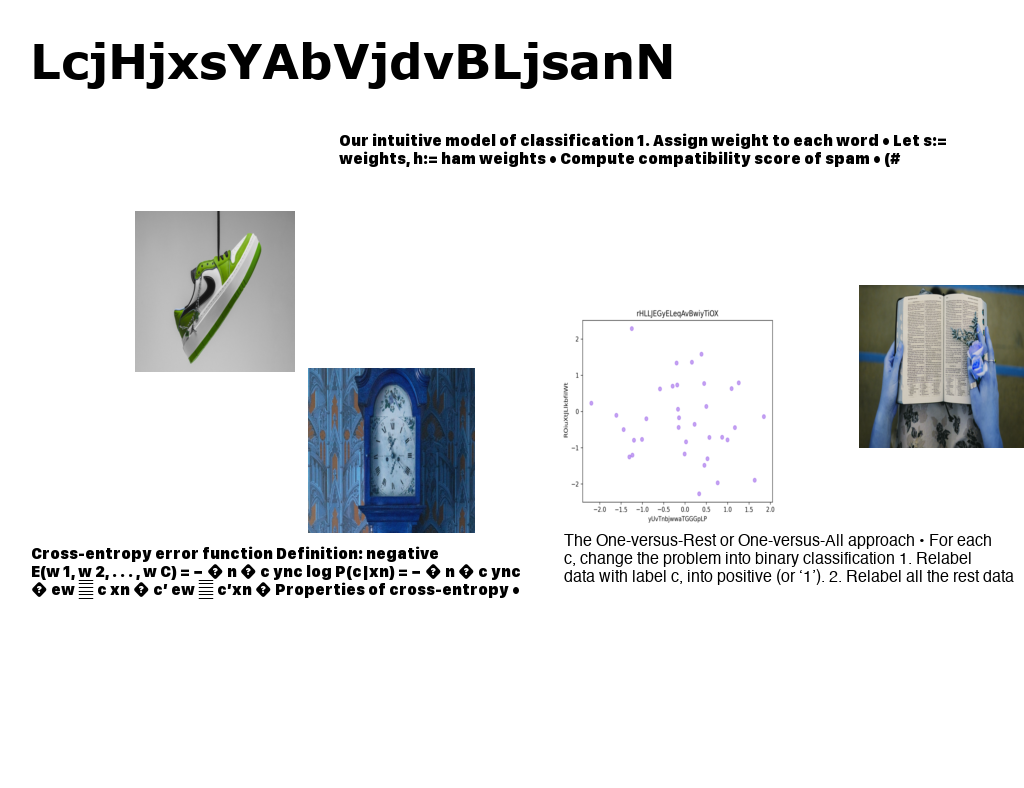 LcjHjxsYAbVjdvBLjsanN
Our intuitive model of classification 1. Assign weight to each word • Let s:=
weights, h:= ham weights • Compute compatibility score of spam • (#
rHLLJEGyELeqAvBwiyTiOX
2
1
0
−1
−2
−2.0 −1.5 −1.0 −0.5 0.0 0.5 1.0 1.5 2.0
yUvTnbjwwaTGGGpLP
Cross-entropy error function Definition: negative
E(w 1, w 2, . . . , w C) = − � n � c ync log P(c|xn) = − � n � c ync
� ew c xn � c′ ew c′xn � Properties of cross-entropy •
The One-versus-Rest or One-versus-All approach • For each
c, change the problem into binary classification 1. Relabel
data with label c, into positive (or ‘1’). 2. Relabel all the rest data